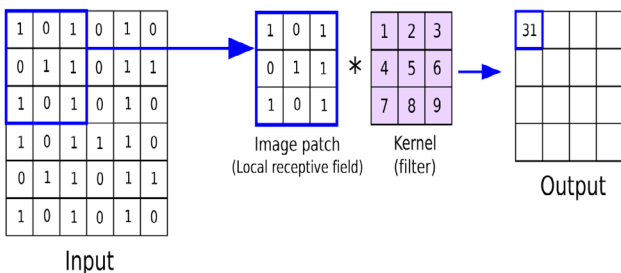 1 0 1 0 1 0
0 1 1 0 1 1
1 0 1 0 1 0
1 0 1 1 1 0
0 1 1 0 1 1
1 0 1 0 1 0
Input
1 0 1
0 1 1
1 0 1
Image patch
(Local receptive field)
*
1 2 3
4 5 6
7 8 9
Kernel
(filter)
31
Output